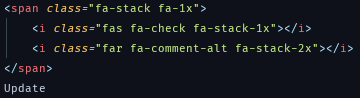 <span class="fa-stack fa-1x">
    <i class="fas fa-check fa-stack-1x"></i>
    <i class="far fa-comment-alt fa-stack-2x"></i>
</span>
Update